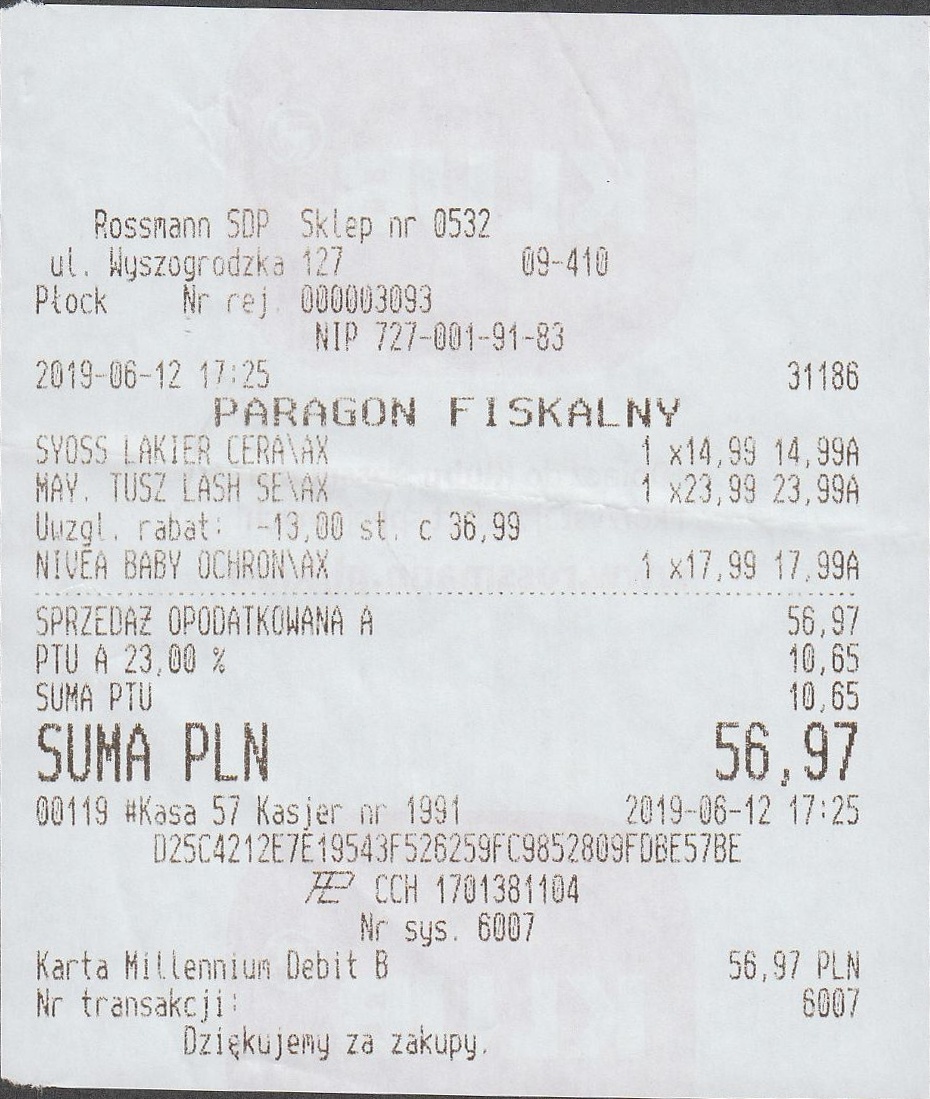 Rossmann SDP Sklep nr 0532
ul. Wyszogrodzka 127 09-410
Płock Nr rej. 000003093
NIP 727-001-91-83
2019-06-12 17:25 31186
PARAGON FISKALNY
SYOSS LAKIER CERA\AX 1 x14,99 14,99A
MAY. TUSZ LASH SE\AX 1 x23,99 23,99A
Uwzgl. rabat: -13,00 st. c 36,99
NIVEA BABY OCHRON\AX 1 x17,99 17,99A
SPRZEDAŻ OPODATKOWANA A 56,97
PTU A 23,00 % 10,65
SUMA PTU 10,65
SUMA PLN 56,97
00119 #Kasa 57 Kasjer nr 1991 2019-06-12 17:25
D25C4212E7E19543F526259FC9852809FDBE57BE
CCH 1701381104
Nr sys. 6007
Karta Millennium Debit B 56,97 PLN
Nr transakcji: 6007
Dziękujemy za zakupy.